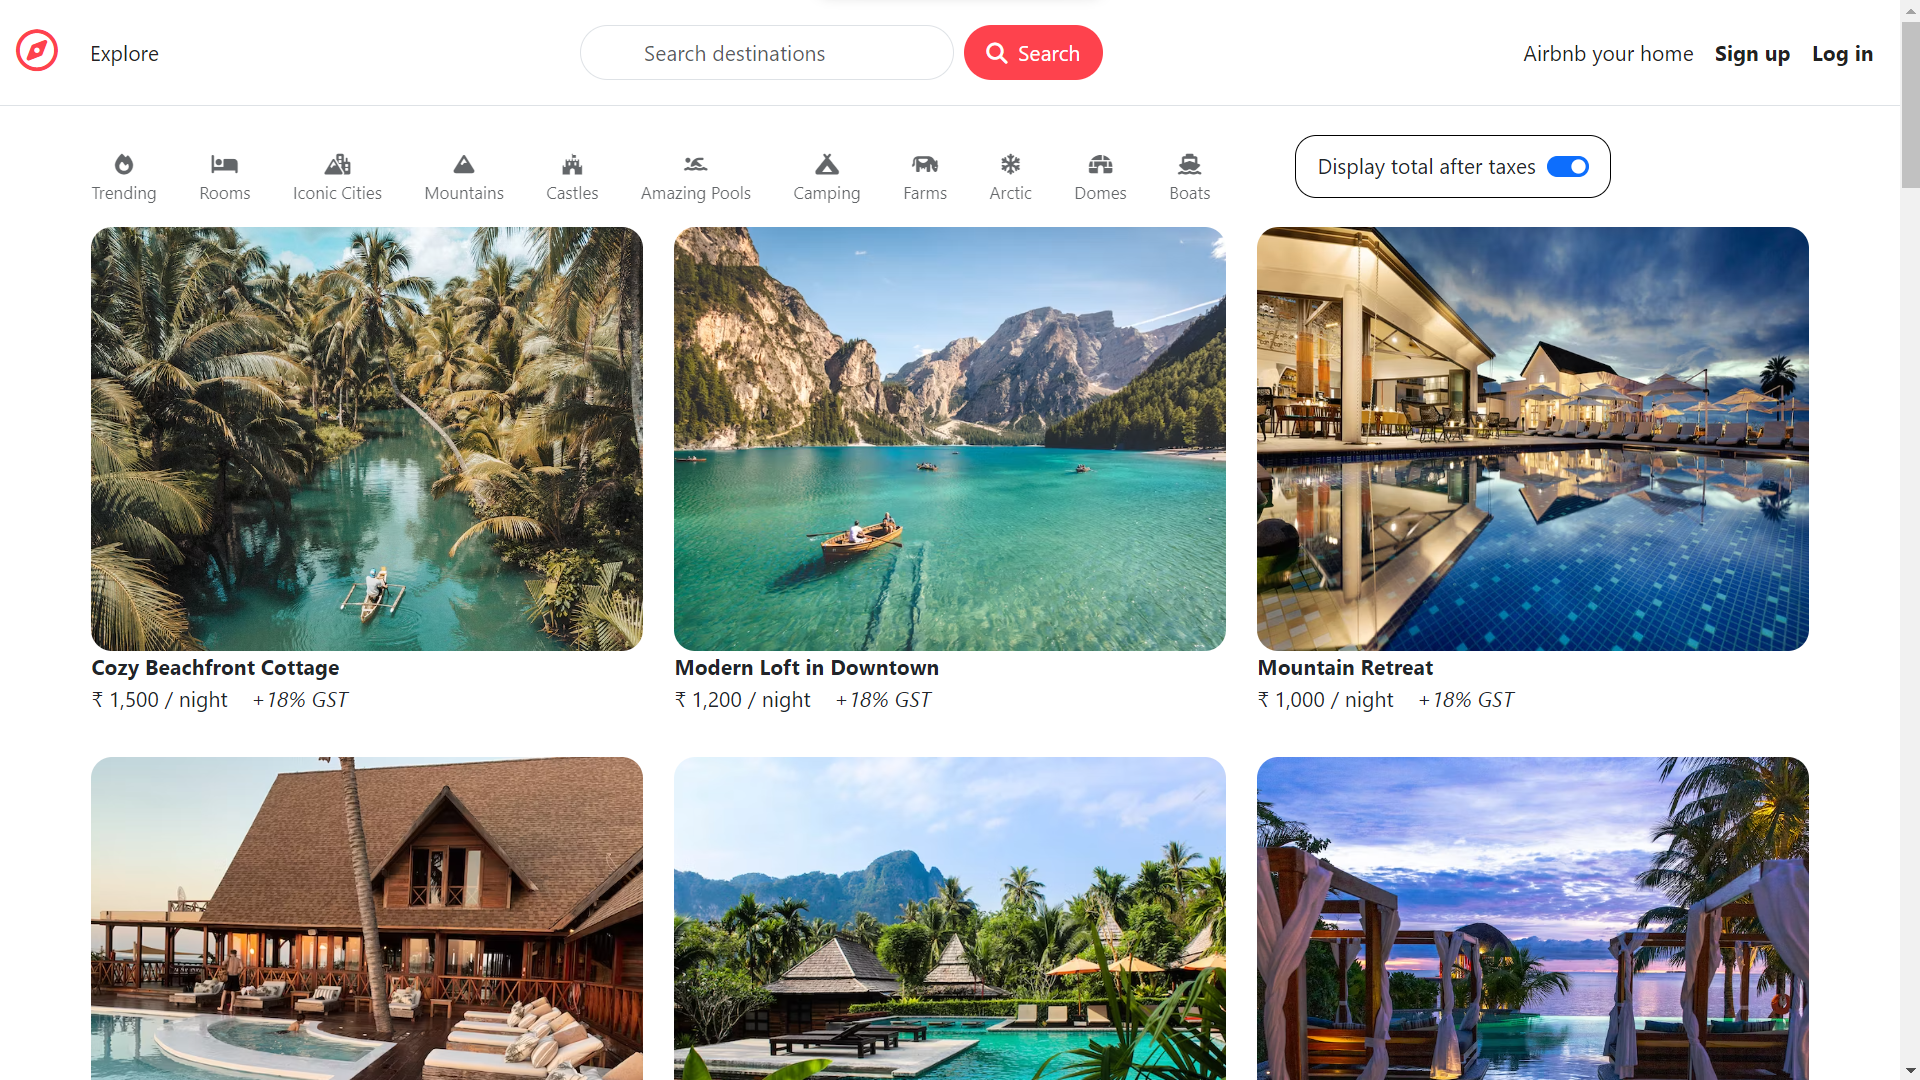 Explore
Search destinations
Search
Airbnb your home
Sign up
Log in
Trending
Rooms
Iconic Cities
Mountains
Castles
Amazing Pools
Camping
Farms
Arctic
Domes
Boats
Display total after taxes
Cozy Beachfront Cottage
₹ 1,500 / night +18% GST
Modern Loft in Downtown
₹ 1,200 / night +18% GST
Mountain Retreat
₹ 1,000 / night +18% GST